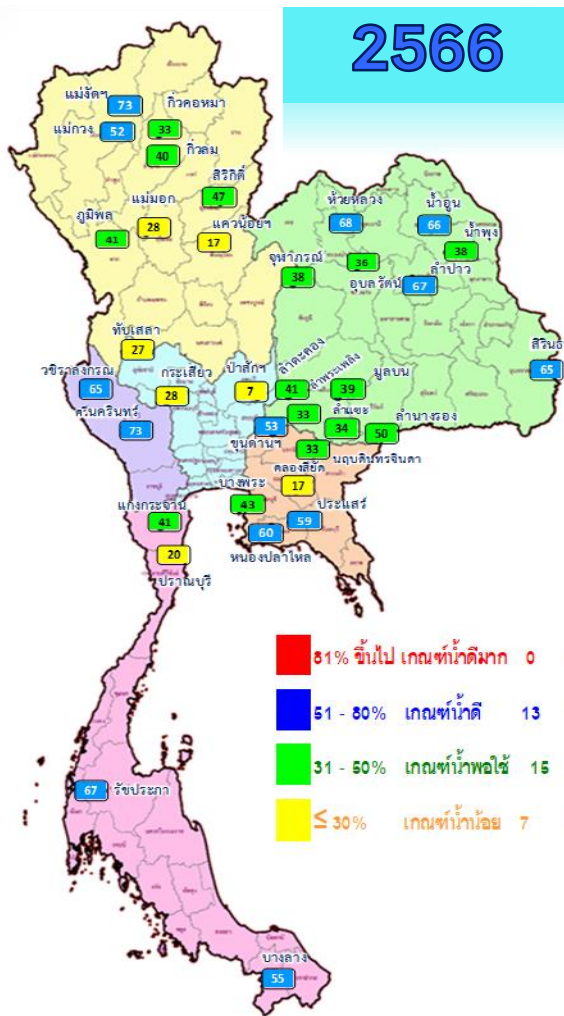 2566
แม่งัดฯ
73
กิ่วคอหมา
33
แม่กวง
52
กิ่วลม
40
สิริกิติ์
47
ภูมิพล
41
แม่มอก
28
แควน้อยฯ
17
ห้วยหลวง
68
น้ำอูน
66
น้ำพุง
38
จุฬาภรณ์
38
36
อุบลรัตน์
ลำปาว
67
ทับเสลา
27
สิรินธร
65
วชิราลงกรณ
65
กระเสียว
28
ป่าสักฯ
7
ลำตะคอง
41
ลำพระเพลิง
33
39
มูลบน
ศรีนครินทร์
73
53
ขุนด่านฯ
ลำแซะ
34
ลำนางรอง
50
33
นฤบดินทรจินดา
คลองสียัด
17
บางพระ
43
ประแสร์
59
60
หนองปลาไหล
แก่งกระจาน
41
20
ปราณบุรี
81% ขึ้นไป เกณฑ์น้ำดีมาก 0
51 - 80% เกณฑ์น้ำดี 13
31 - 50% เกณฑ์น้ำพอใช้ 15
≤ 30% เกณฑ์น้ำน้อย 7
67 รัชประภา
บางลาง
55